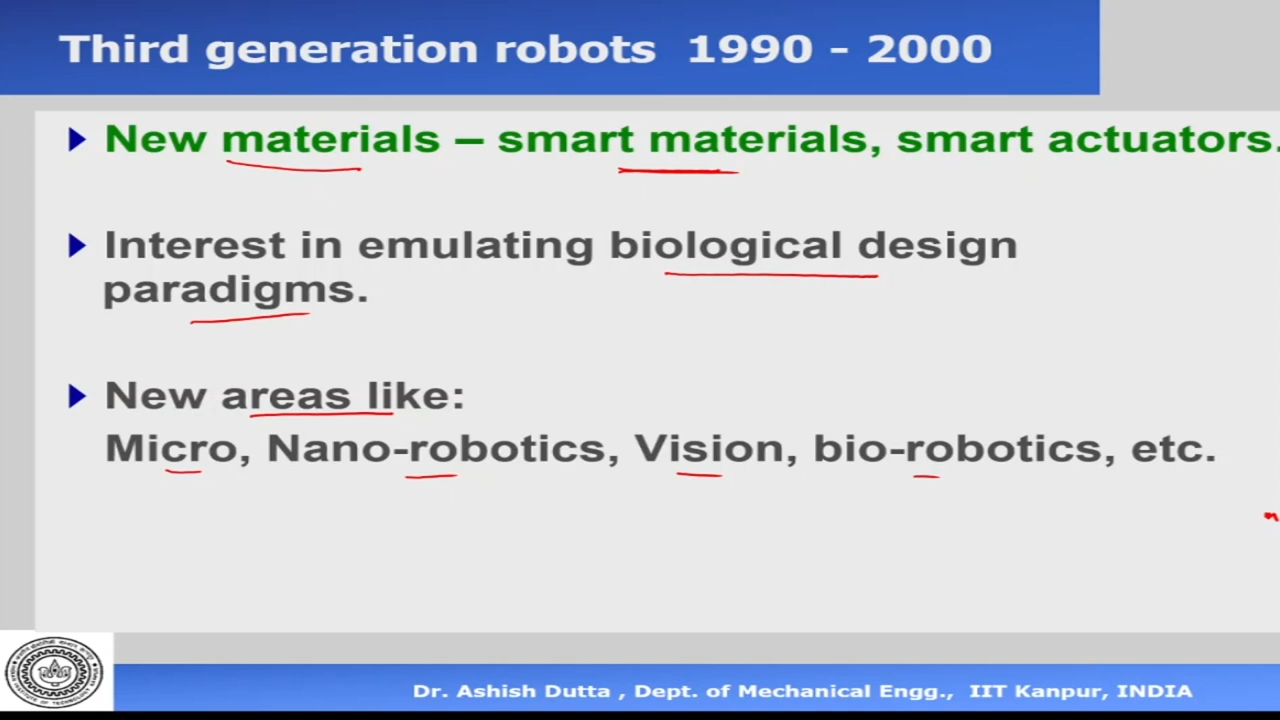 Third generation robots 1990 - 2000
New materials – smart materials, smart actuators.
Interest in emulating biological design
paradigms.
New areas like:
Micro, Nano-robotics, Vision, bio-robotics, etc.
Dr. Ashish Dutta , Dept. of Mechanical Engg., IIT Kanpur, INDIA